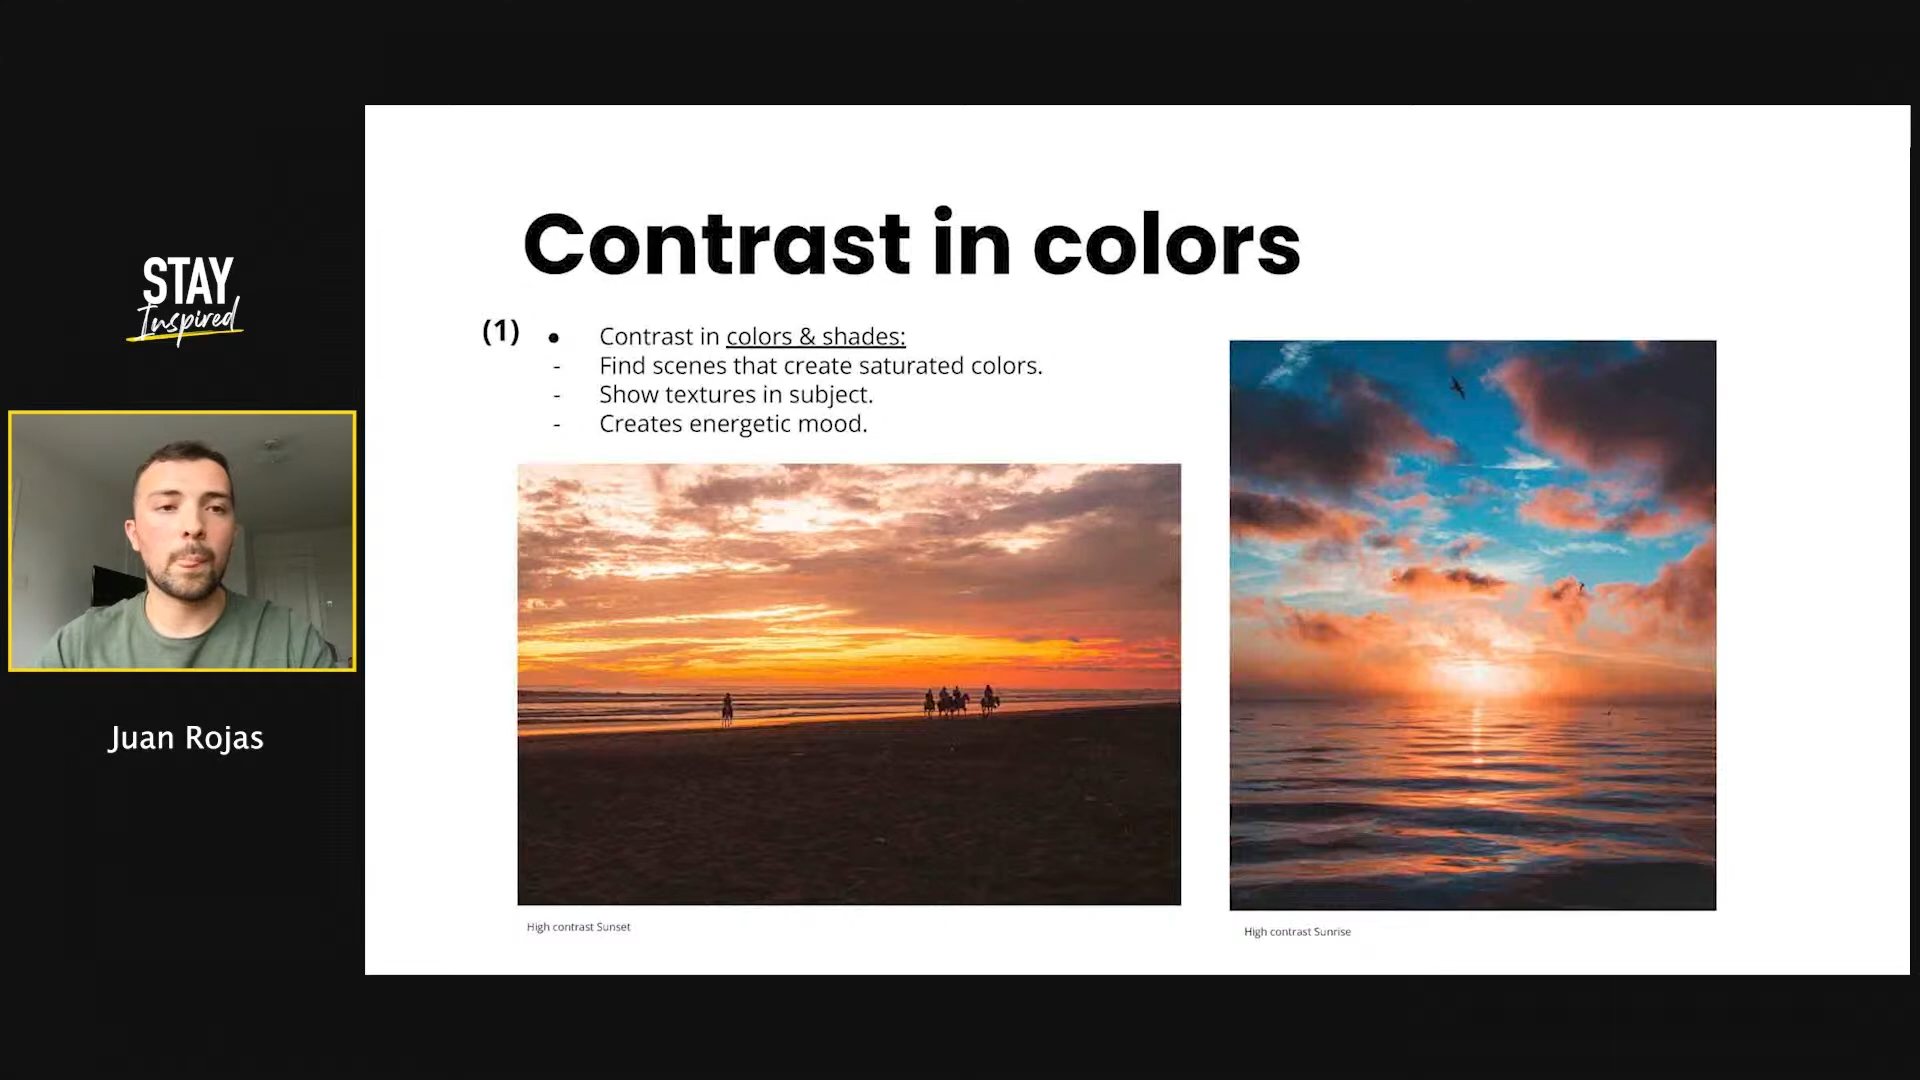 STAY
Inspired
Juan Rojas
Contrast in colors
(1) ● Contrast in colors & shades:
- Find scenes that create saturated colors.
- Show textures in subject.
- Creates energetic mood.
High contrast Sunset
High contrast Sunrise